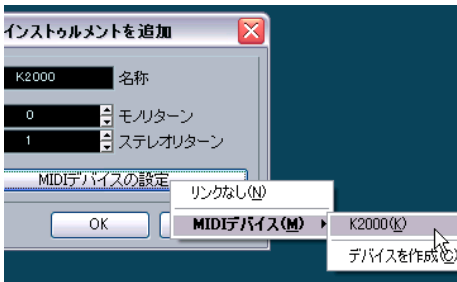 インストゥルメントを追加
K2000 名称
0 モノリターン
1 ステレオリターン
MIDIデバイスの設定
リンクなし(N)
OK MIDIデバイス(M) K2000(K)
デバイスを作成(C)